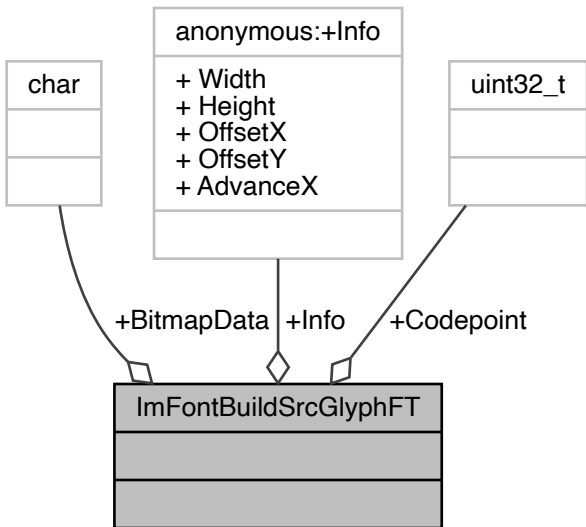 anonymous:+Info
char
+ Width
+ Height
+ OffsetX
+ OffsetY
+ AdvanceX
uint32_t
+BitmapData
+Info
+Codepoint
ImFontBuildSrcGlyphFT